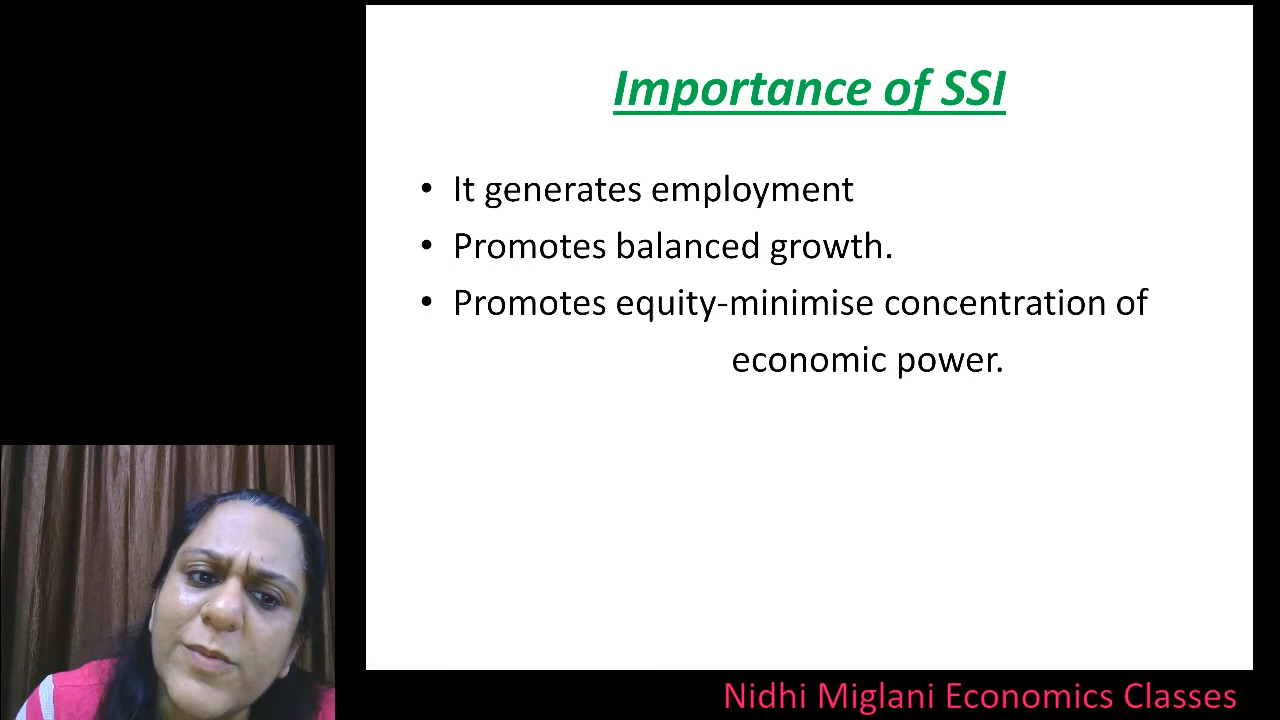 Importance of SSI
• It generates employment
• Promotes balanced growth.
• Promotes equity-minimise concentration of
economic power.
Nidhi Miglani Economics Classes